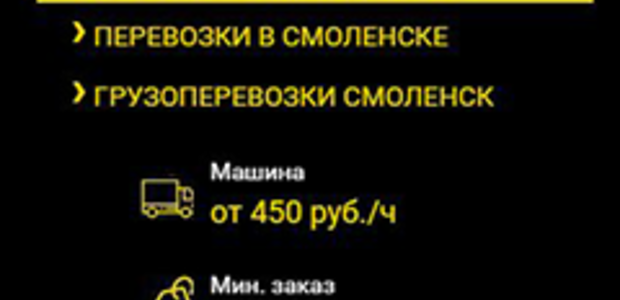 ПЕРЕВОЗКИ В СМОЛЕНСКЕ
ГРУЗОПЕРЕВОЗКИ СМОЛЕНСК
Машина
от 450 руб./ч
Мин. заказ